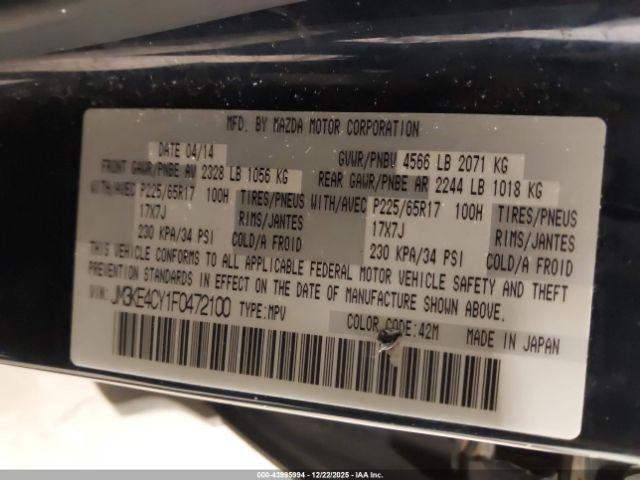 MFD. BY MAZDA MOTOR CORPORATION
DATE 04/14 GVWR/PNBV 4566 LB 2071 KG
FRONT GAWR/PNBE AV 2328 LB 1056 KG REAR GAWR/PNBE AR 2244 LB 1018 KG
WITH/AVEC P225/65R17 100H TIRES/PNEUS WITH/AVEC P225/65R17 100H TIRES/PNEUS
17X7J RIMS/JANTES 17X7J RIMS/JANTES
230 KPA/34 PSI COLD/A FROID 230 KPA/34 PSI COLD/A FROID
THIS VEHICLE CONFORMS TO ALL APPLICABLE FEDERAL MOTOR VEHICLE SAFETY AND THEFT
PREVENTION STANDARDS IN EFFECT ON THE DATE OF MANUFACTURE SHOWN ABOVE.
VIN: JM3KE4CY1F0472100 TYPE:MPV COLOR CODE:42M MADE IN JAPAN
000-43995994 - 12/22/2025 - IAA Inc.